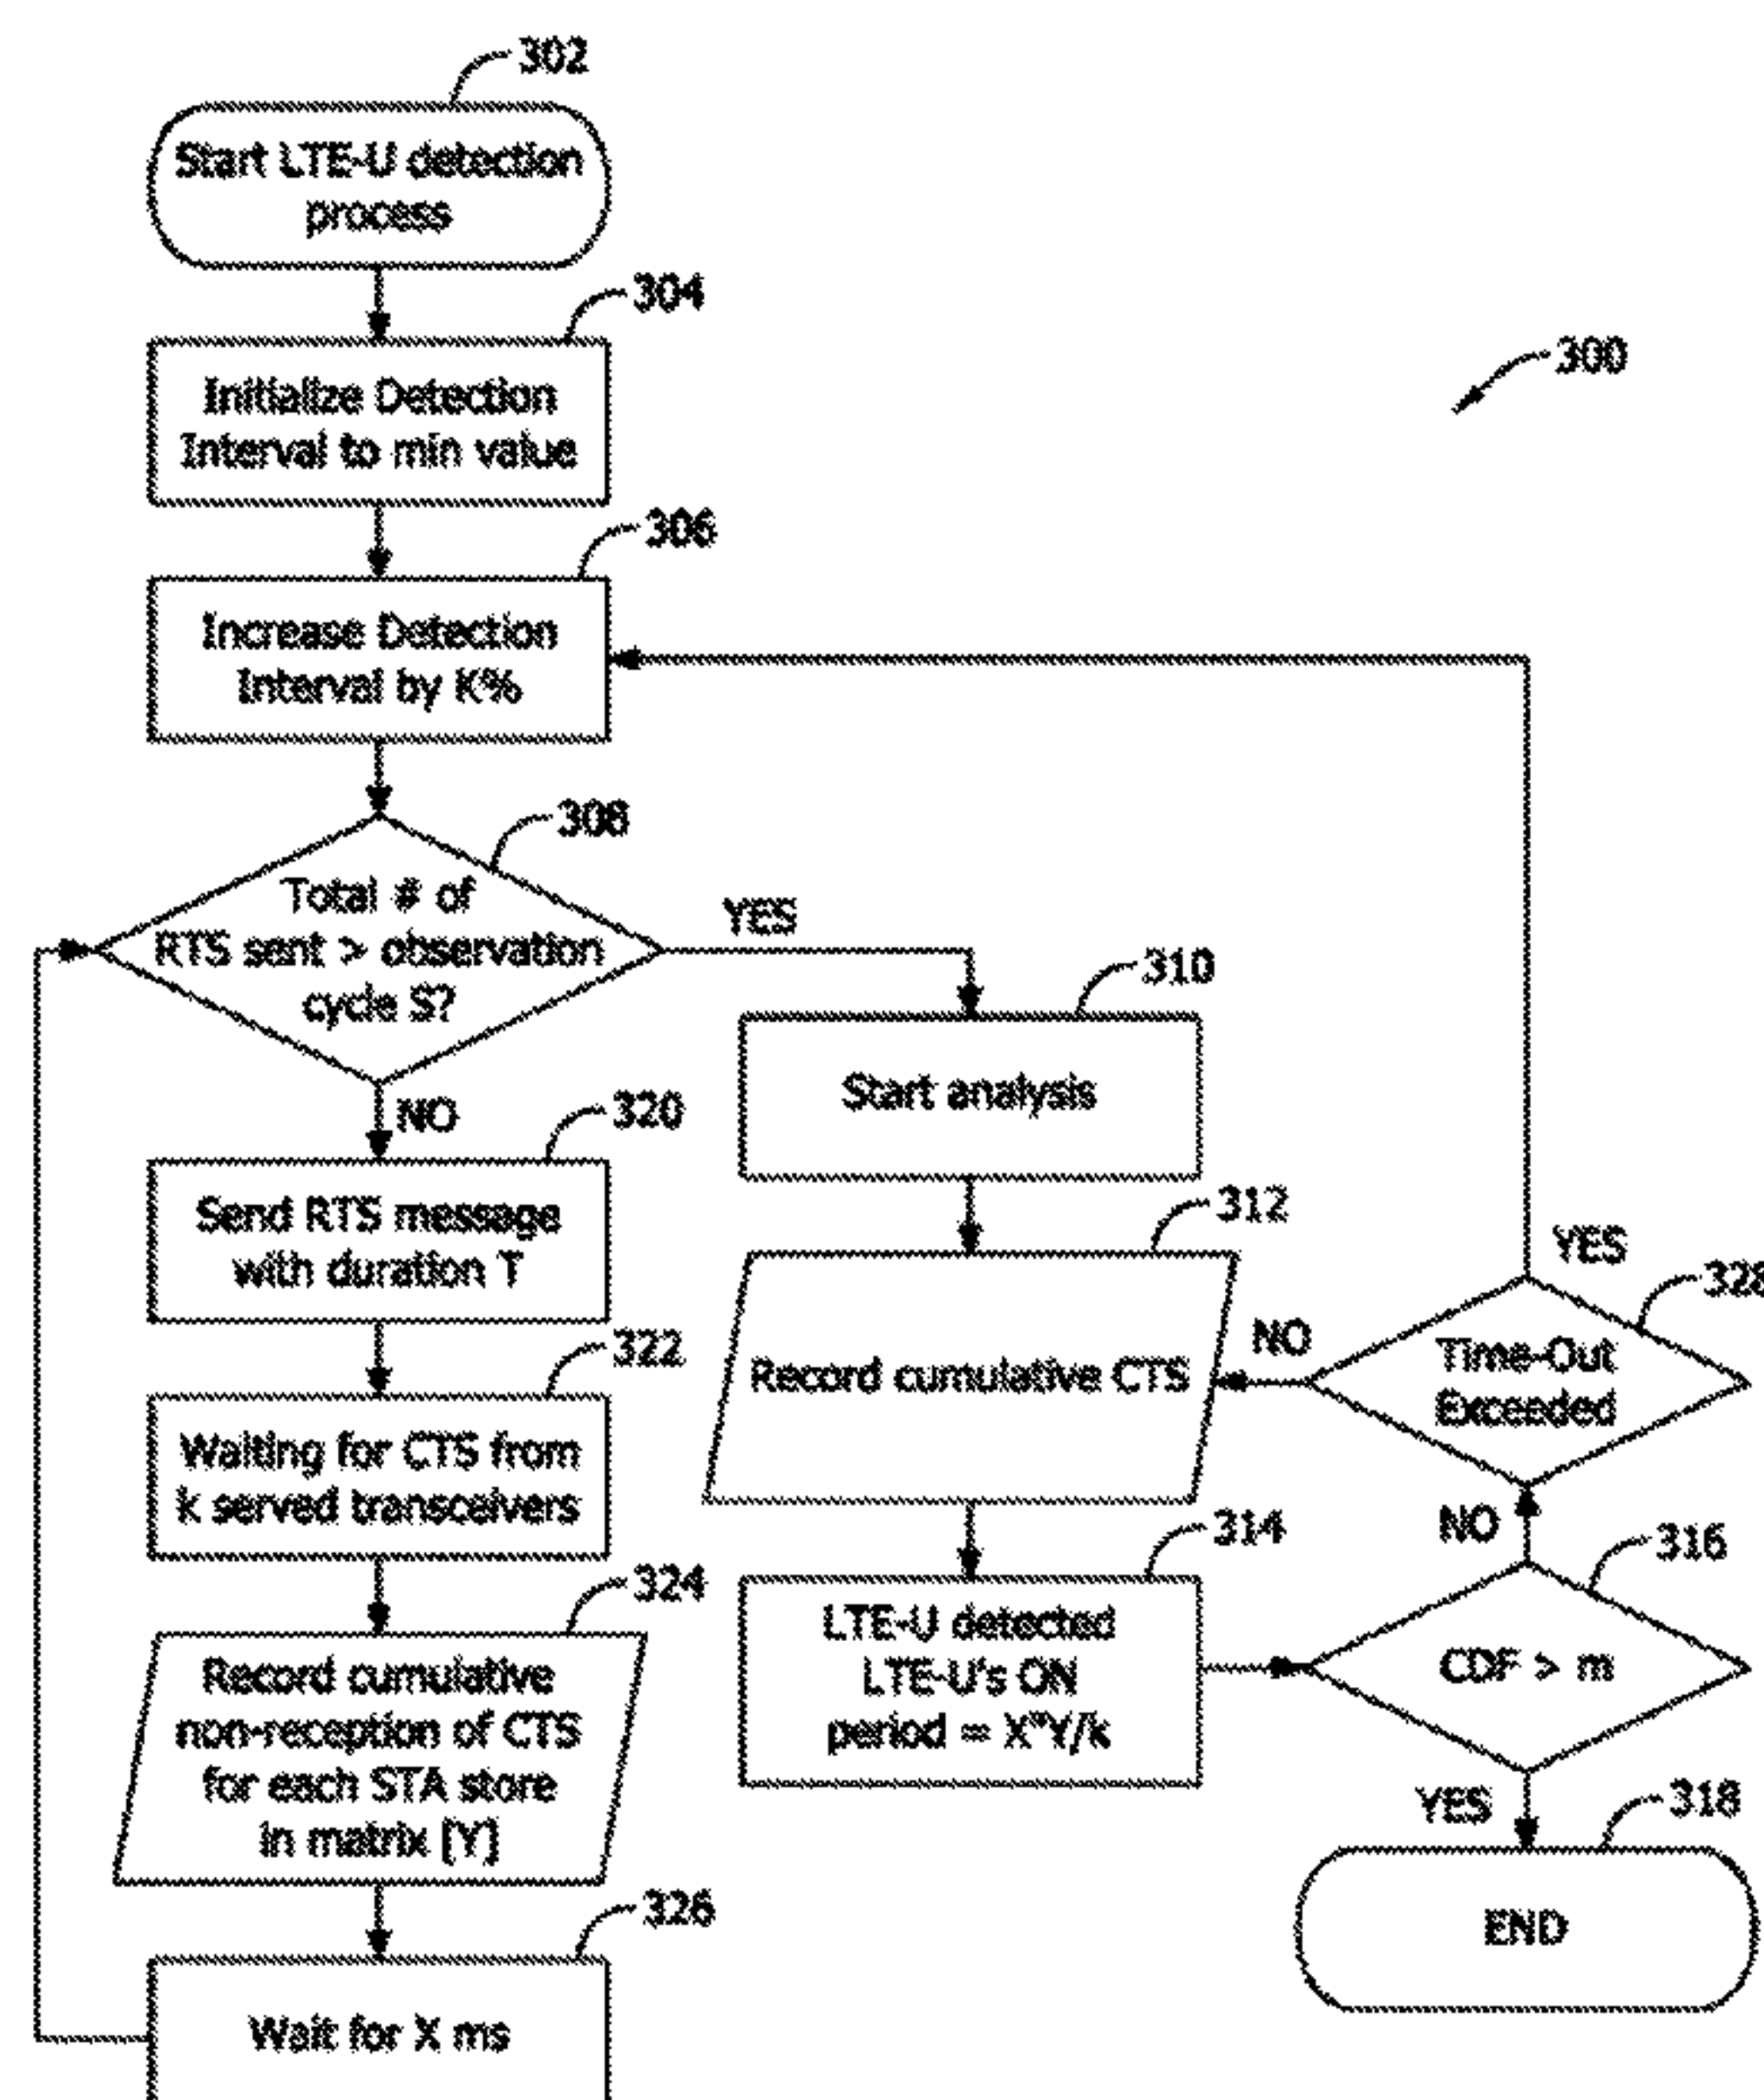 302
Start LTE-U detection
process
304
Initialize Detection
Interval to min value
300
306
Increase Detection
Interval by K%
308
Total # of
RTS sent > observation
cycle S?
YES
NO
310
Start analysis
320
Send RTS message
with duration T
312
Record cumulative CTS
322
Waiting for CTS from
k served transceivers
YES
328
Time-Out
Exceeded
NO
314
LTE-U detected
LTE-U's ON
period = X*Y/k
NO
316
CDF > m
324
Record cumulative
non-reception of CTS
for each STA store
in matrix [Y]
YES
318
END
326
Wait for X ms